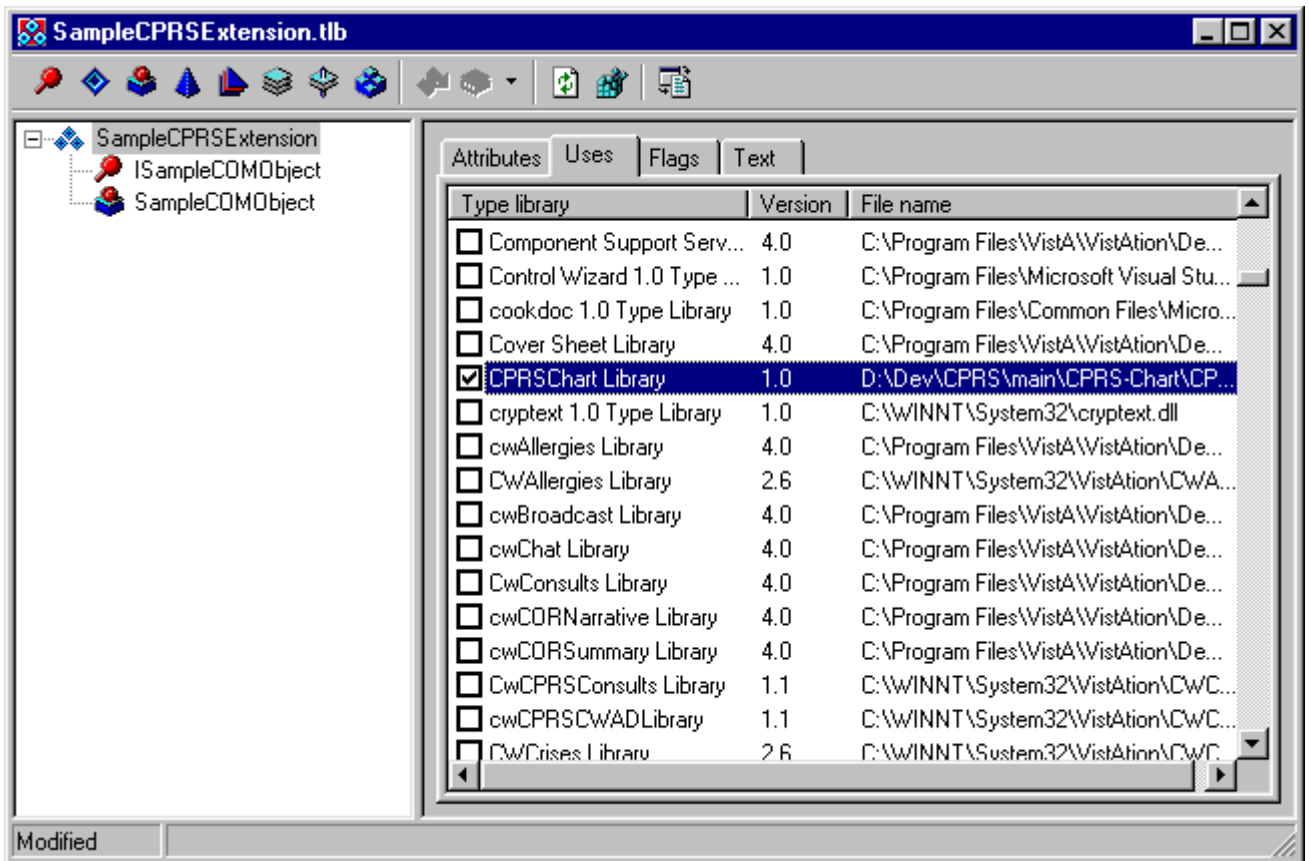 SampleCPRSExtension.tlb
SampleCPRSExtension
ISampleCOMObject
SampleCOMObject
Attributes Uses Flags Text
Type library Version File name
Component Support Serv... 4.0 C:\Program Files\VistA\VistAtion\De...
Control Wizard 1.0 Type ... 1.0 C:\Program Files\Microsoft Visual Stu...
cookdoc 1.0 Type Library 1.0 C:\Program Files\Common Files\Micro...
Cover Sheet Library 4.0 C:\Program Files\VistA\VistAtion\De...
CPRSChart Library 1.0 D:\Dev\CPRS\main\CPRS-Chart\CP...
cryptext 1.0 Type Library 1.0 C:\WINNT\System32\cryptext.dll
cwAllergies Library 4.0 C:\Program Files\VistA\VistAtion\De...
CWAllergies Library 2.6 C:\WINNT\System32\VistAtion\CWA...
cwBroadcast Library 4.0 C:\Program Files\VistA\VistAtion\De...
cwChat Library 4.0 C:\Program Files\VistA\VistAtion\De...
CwConsults Library 4.0 C:\Program Files\VistA\VistAtion\De...
cwCORNarrative Library 4.0 C:\Program Files\VistA\VistAtion\De...
cwCORSummary Library 4.0 C:\Program Files\VistA\VistAtion\De...
CwCPRSConsults Library 1.1 C:\WINNT\System32\VistAtion\CWC...
cwCPRSCWADLibrary 1.1 C:\WINNT\System32\VistAtion\CWC...
CWCrises Library 2.6 C:\WINNT\System32\VistAtion\CWC
Modified